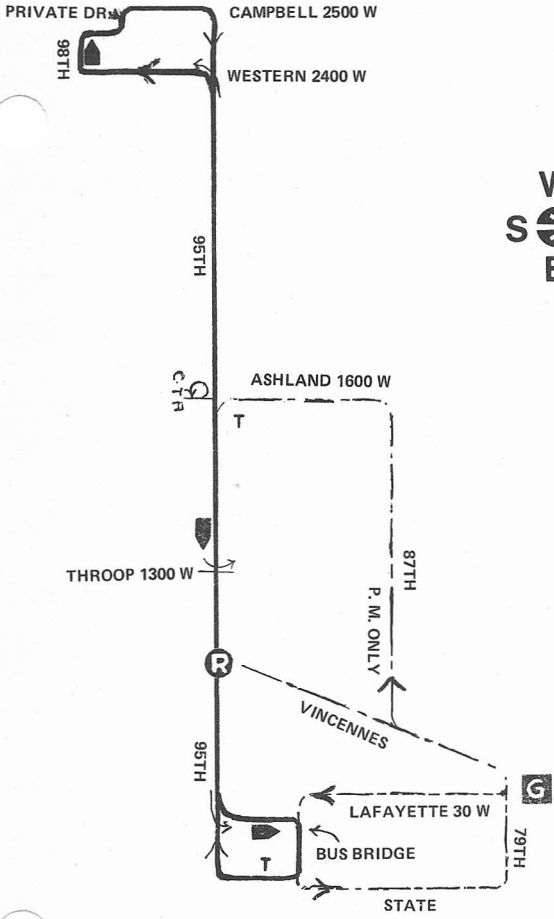 PRIVATE DR.
CAMPBELL 2500 W
98TH
WESTERN 2400 W
W
S
E
95TH
ASHLAND 1600 W
C T A
T
87TH
P. M. ONLY
THROOP 1300 W
R
VINCENNES
95TH
G
LAFAYETTE 30 W
79TH
BUS BRIDGE
T
STATE